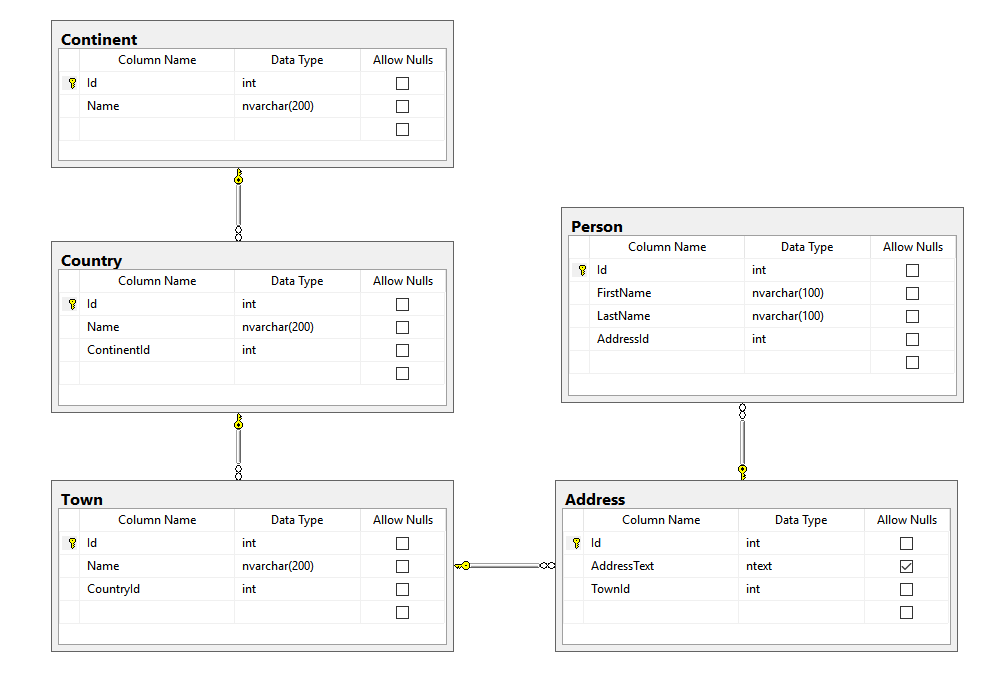 Continent
Column Name Data Type Allow Nulls
Id int
Name nvarchar(200)
Country
Column Name Data Type Allow Nulls
Id int
Name nvarchar(200)
ContinentId int
Person
Column Name Data Type Allow Nulls
Id int
FirstName nvarchar(100)
LastName nvarchar(100)
AddressId int
Town
Column Name Data Type Allow Nulls
Id int
Name nvarchar(200)
CountryId int
Address
Column Name Data Type Allow Nulls
Id int
AddressText ntext
TownId int